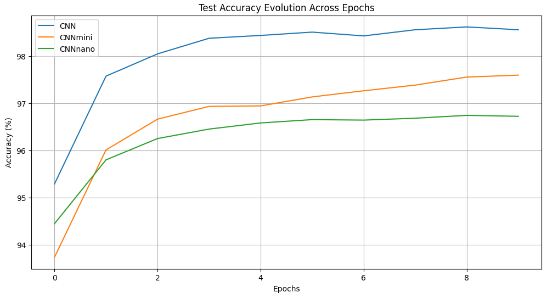 Test Accuracy Evolution Across Epochs
CNN
CNNmini
CNNnano
98
97
96
95
94
Accuracy (%)
0 2 4 6 8
Epochs